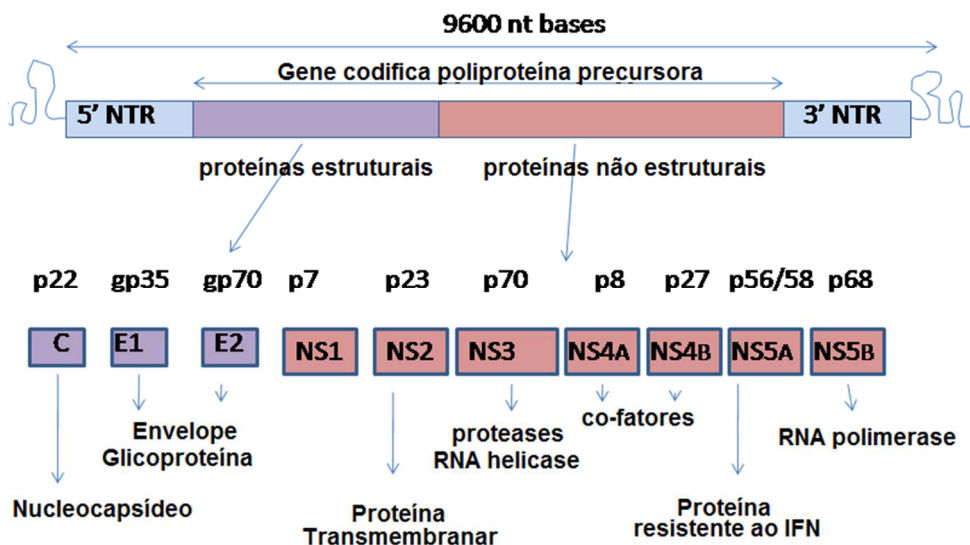 9600 nt bases
Gene codifica poliproteína precursora
5’ NTR
3’ NTR
proteínas estruturais
proteínas não estruturais
p22 gp35 gp70 p7 p23 p70 p8 p27 p56/58 p68
C E1 E2 NS1 NS2 NS3 NS4A NS4B NS5A NS5B
Envelope
Glicoproteína
proteases
RNA helicase
co-fatores
RNA polimerase
Nucleocapsídeo
Proteína
Transmembranar
Proteína
resistente ao IFN